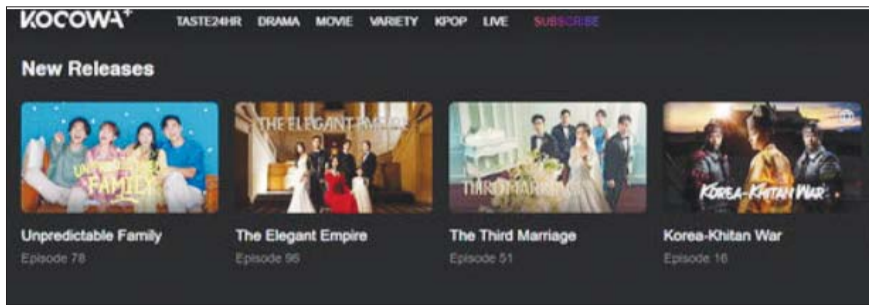 KOCOWA+
TASTE24HR DRAMA MOVIE VARIETY KPOP LIVE SUBSCRIBE
New Releases
FAMILY
THE ELEGANT EMPIRE
THIRD MARRIAGE
KOREA-KHITAN WAR
Unpredictable Family
The Elegant Empire
The Third Marriage
Korea-Khitan War
Episode 78
Episode 96
Episode 51
Episode 16